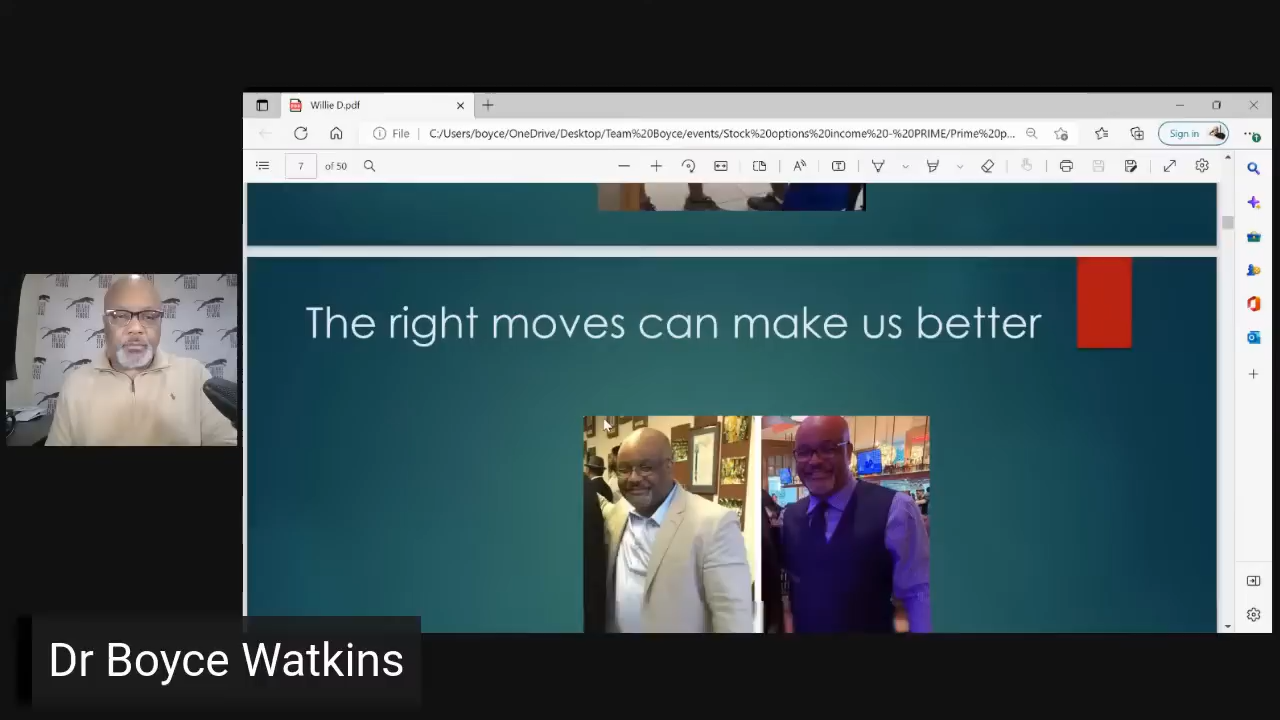 Willie D.pdf
File
C:/Users/boyce/OneDrive/Desktop/Team%20Boyce/events/Stock%20options%20income%20-%20PRIME/Prime%20p...
Sign in
7 of 50
The right moves can make us better
Dr Boyce Watkins